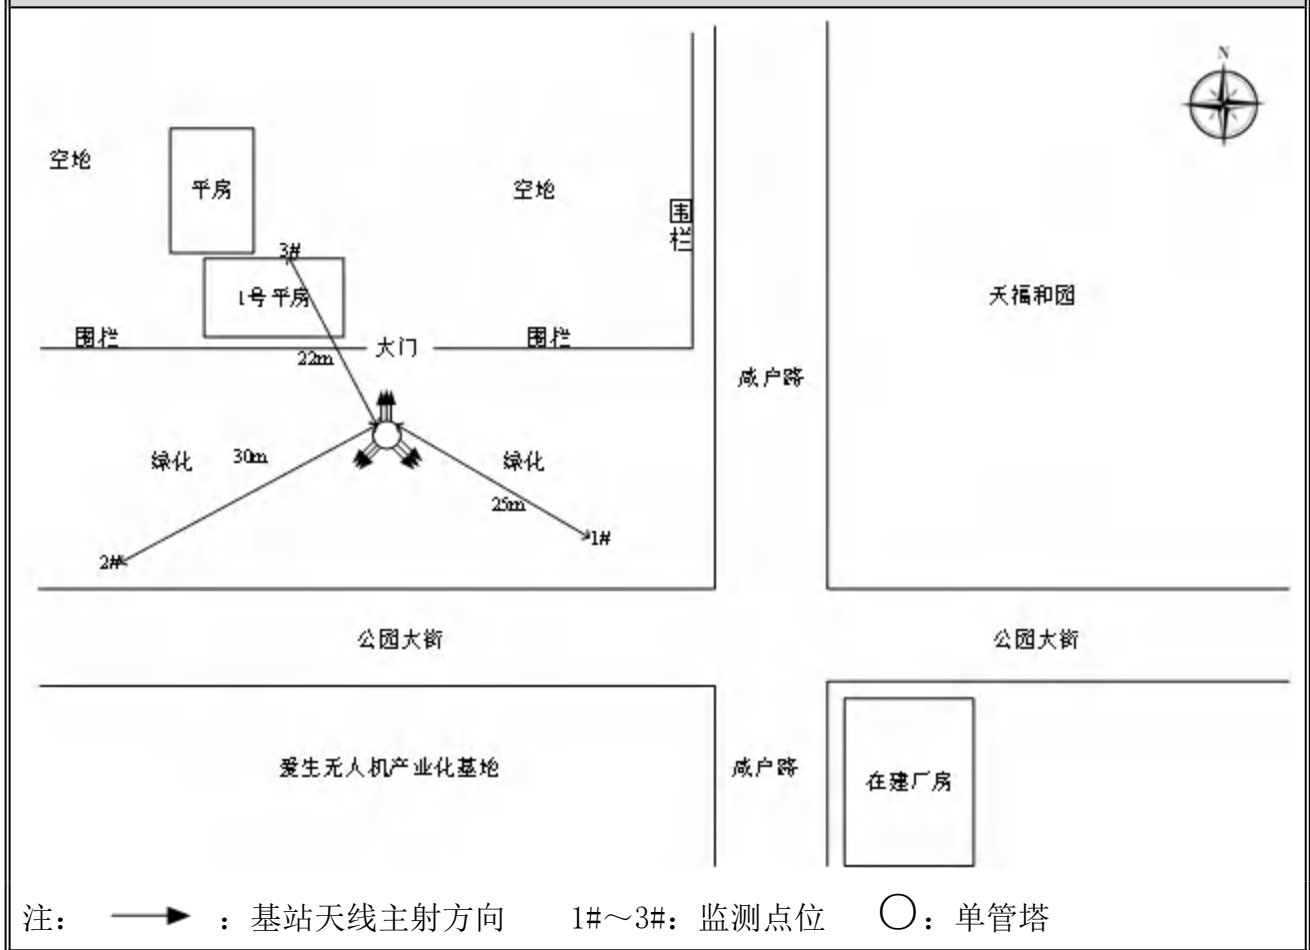 N
空地
平房
空地
围栏
3#
1号平房
天福和园
围栏
大门
围栏
22m
咸户路
绿化
30m
绿化
25m
1#
2#
公园大街
公园大街
爱生无人机产业化基地
咸户路
在建厂房
注： ：基站天线主射方向 1#～3#：监测点位 ○：单管塔